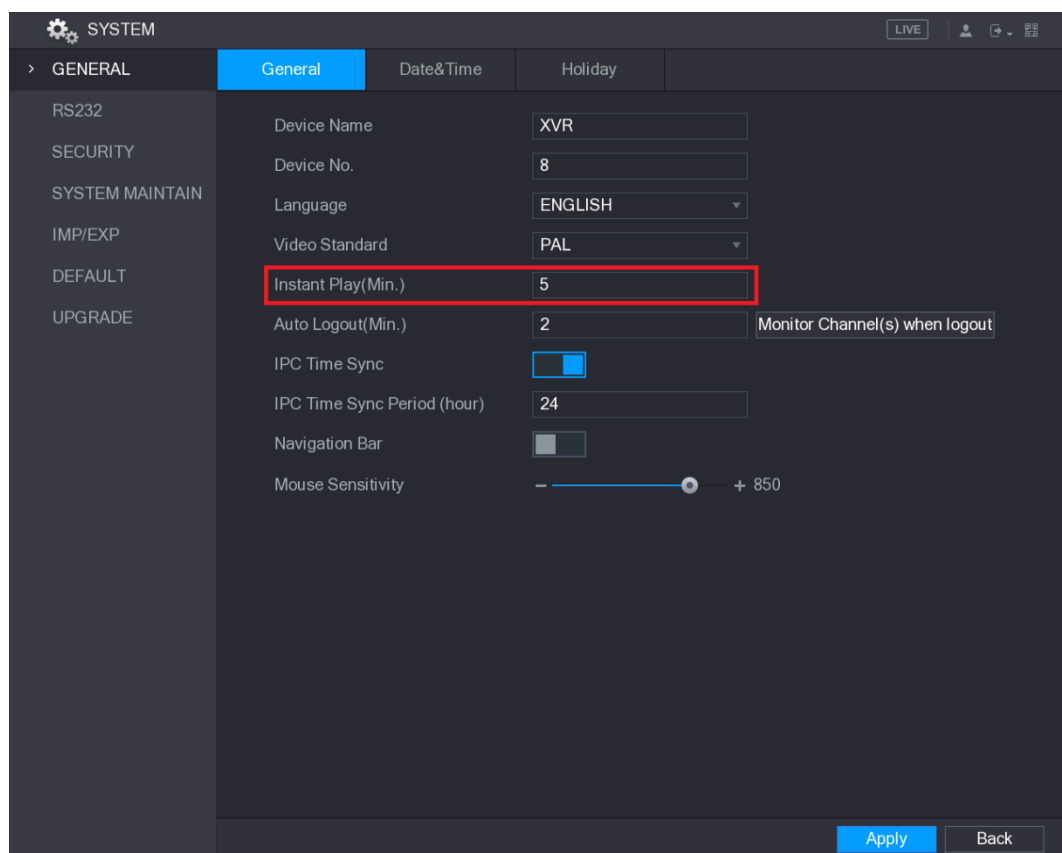 SYSTEM
LIVE
> GENERAL
General
Date&Time
Holiday
RS232
SECURITY
SYSTEM MAINTAIN
IMP/EXP
DEFAULT
UPGRADE
Device Name XVR
Device No. 8
Language ENGLISH
Video Standard PAL
Instant Play(Min.) 5
Auto Logout(Min.) 2 Monitor Channel(s) when logout
IPC Time Sync
IPC Time Sync Period (hour) 24
Navigation Bar
Mouse Sensitivity − + 850
Apply
Back